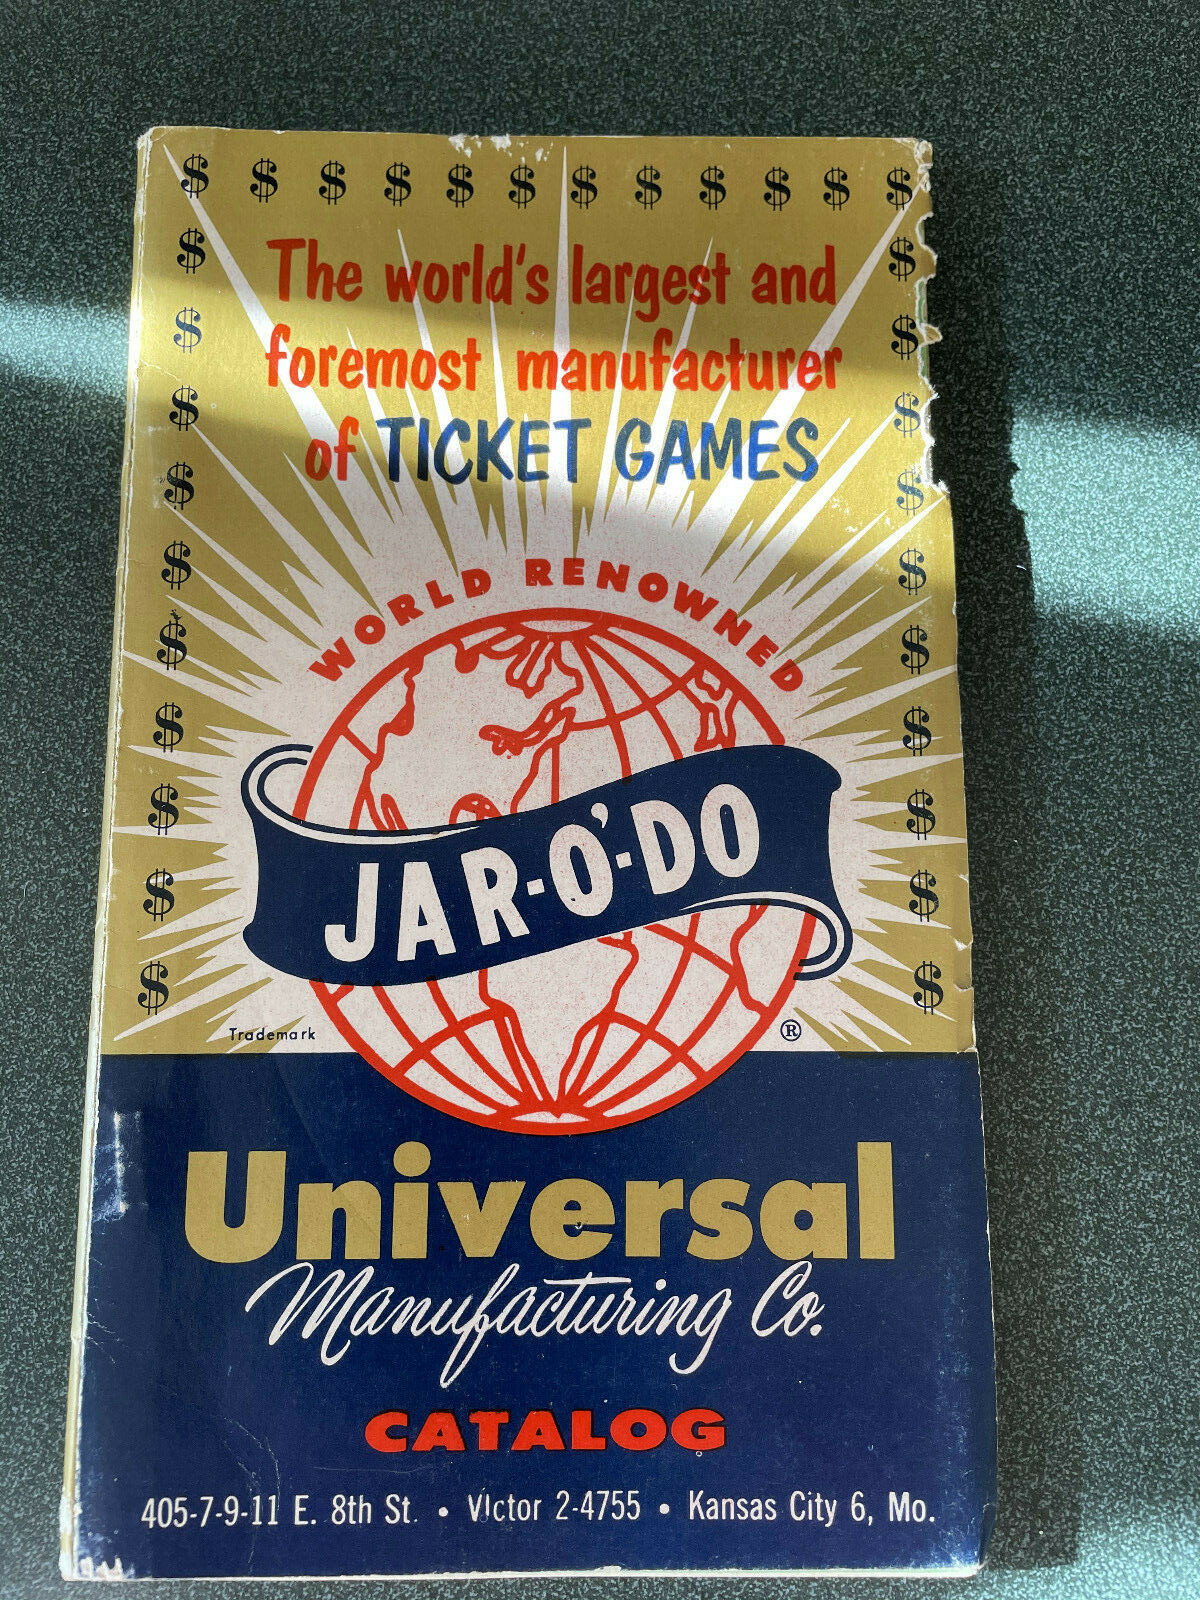 $ $ $ $ $ $ $ $ $ $ $ $
$ $
$ $
$ $
$ $
$ $
$ $
$ $
$ $
$ $
$ $
The world's largest and
foremost manufacturer
of TICKET GAMES
WORLD RENOWNED
JAR-O'-DO
Trademark ®
Universal
Manufacturing Co.
CATALOG
405-7-9-11 E. 8th St. • VIctor 2-4755 • Kansas City 6, Mo.